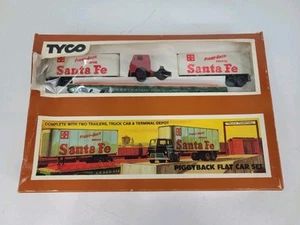 TYCO
Santa Fe
Santa Fe
COMPLETE WITH TWO TRAILERS, TRUCK CAB & TERMINAL DEPOT
Santa Fe
Santa Fe
PIGGYBACK FLAT CAR SET